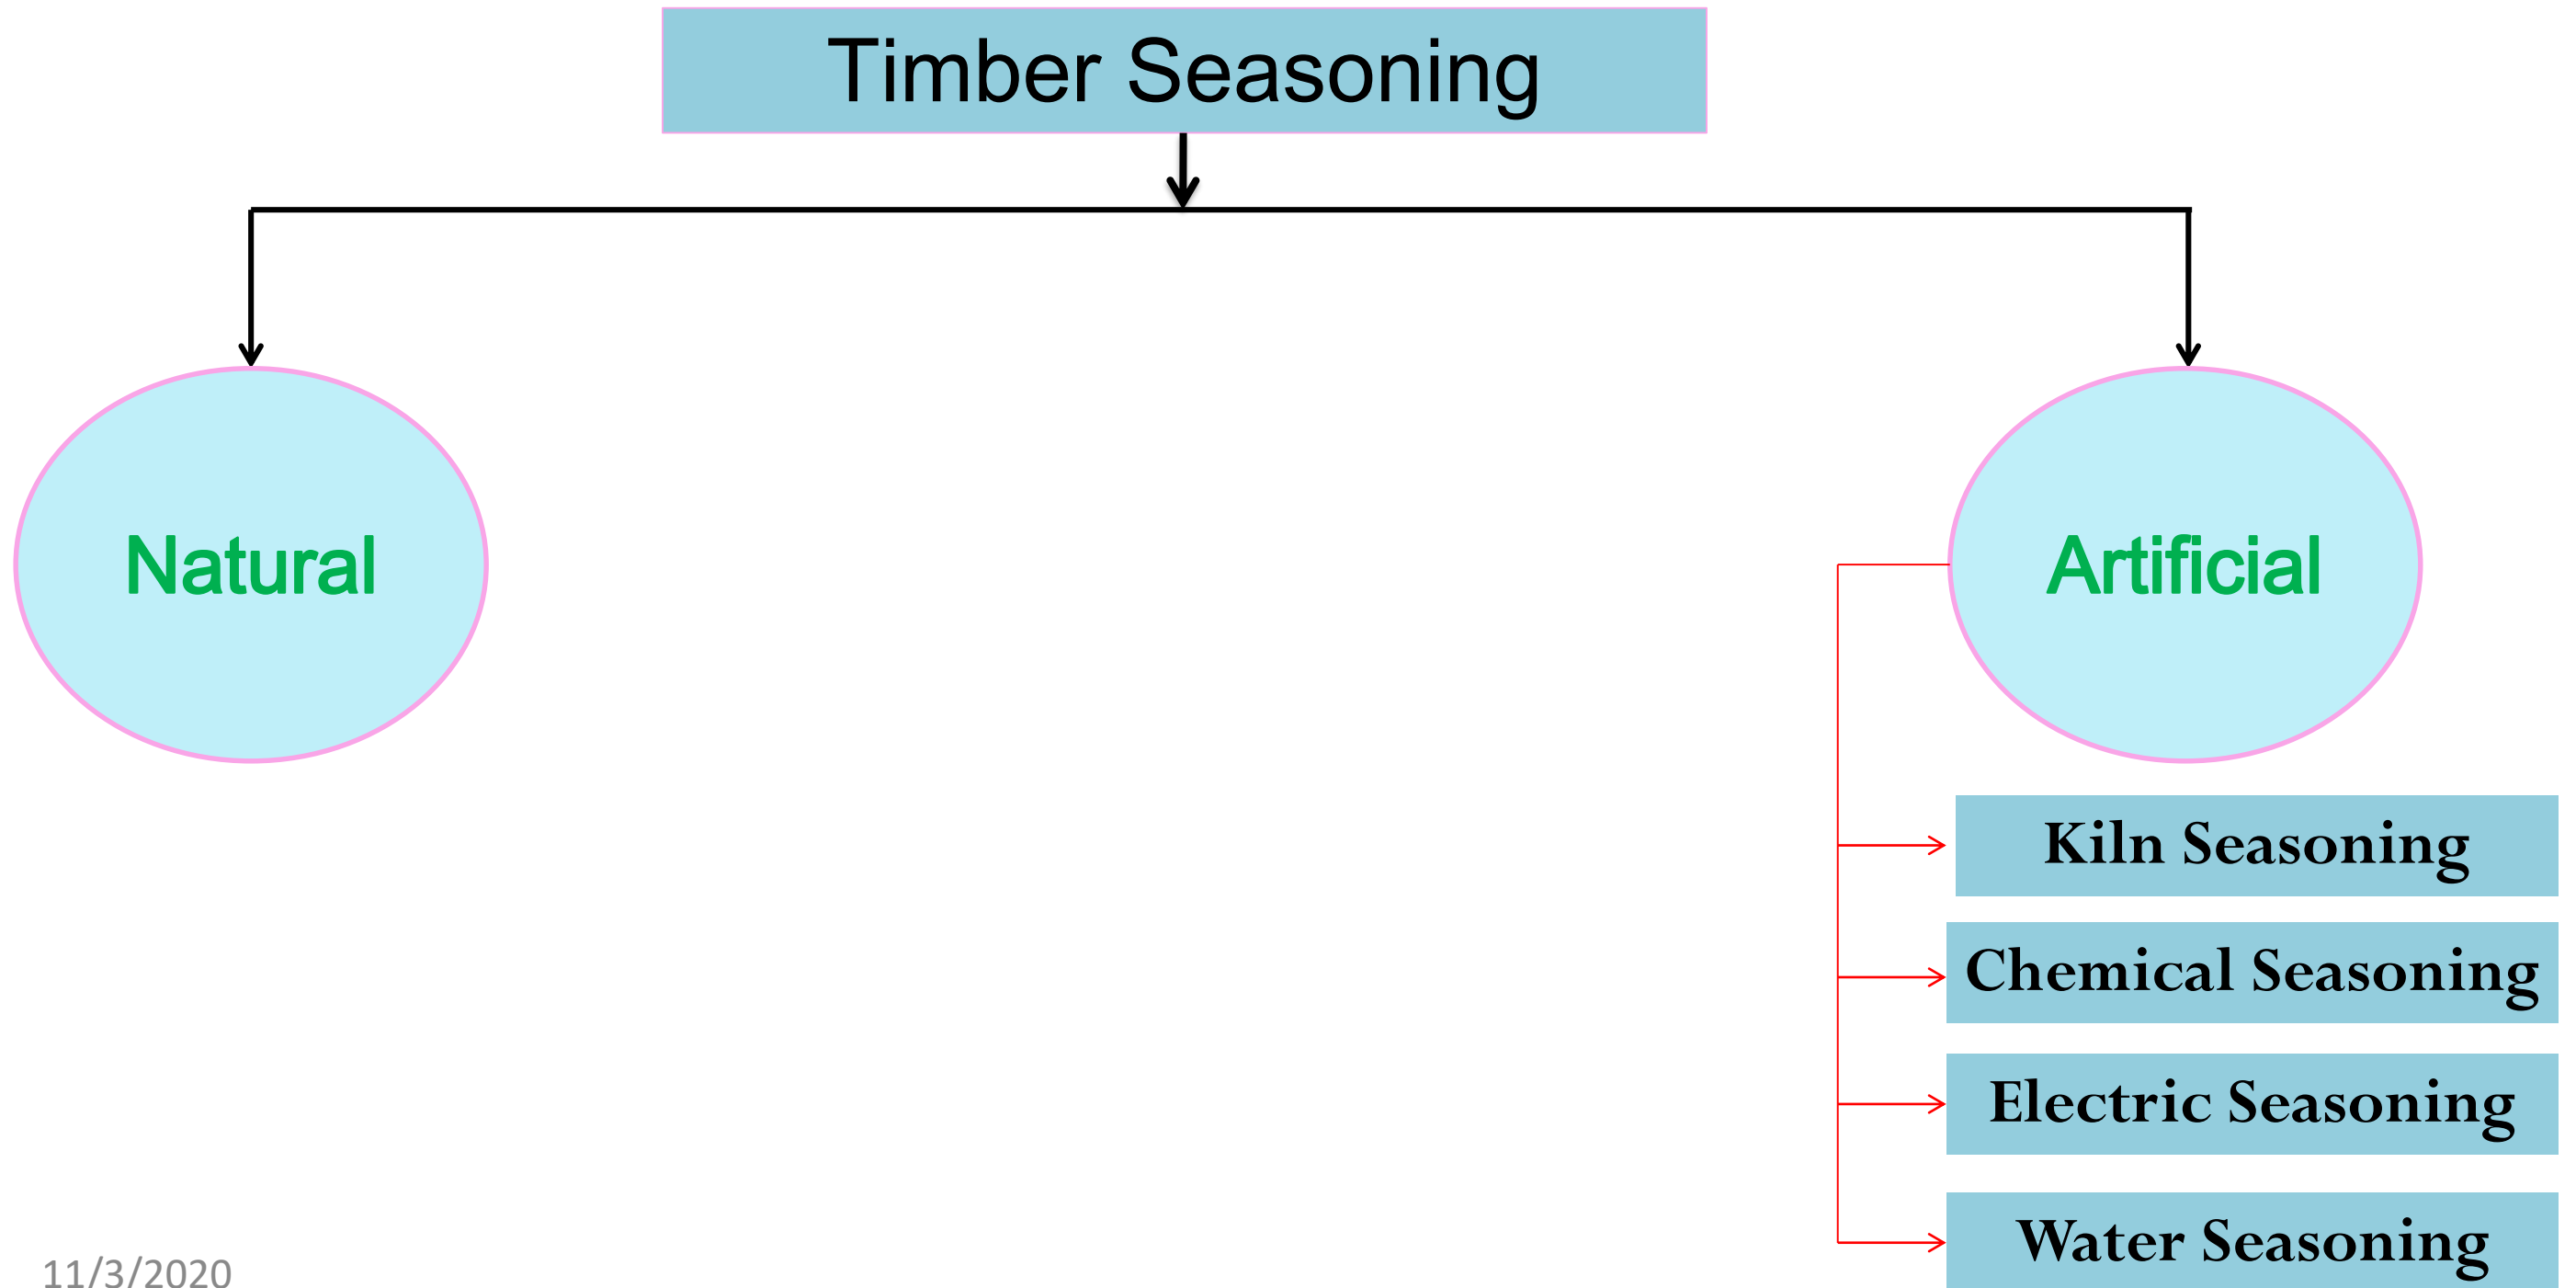 Timber Seasoning
Natural
Artificial
Kiln Seasoning
Chemical Seasoning
Electric Seasoning
Water Seasoning
11/3/2020